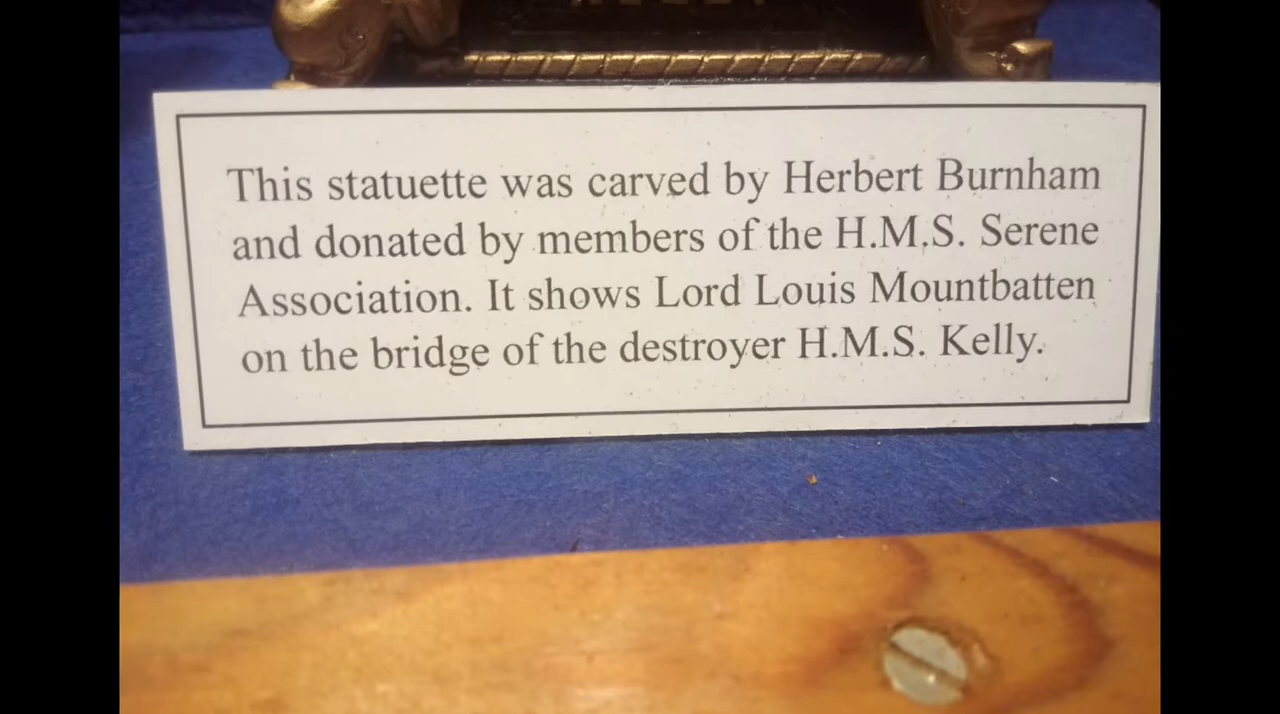 This statuette was carved by Herbert Burnham
and donated by members of the H.M.S. Serene
Association. It shows Lord Louis Mountbatten
on the bridge of the destroyer H.M.S. Kelly.